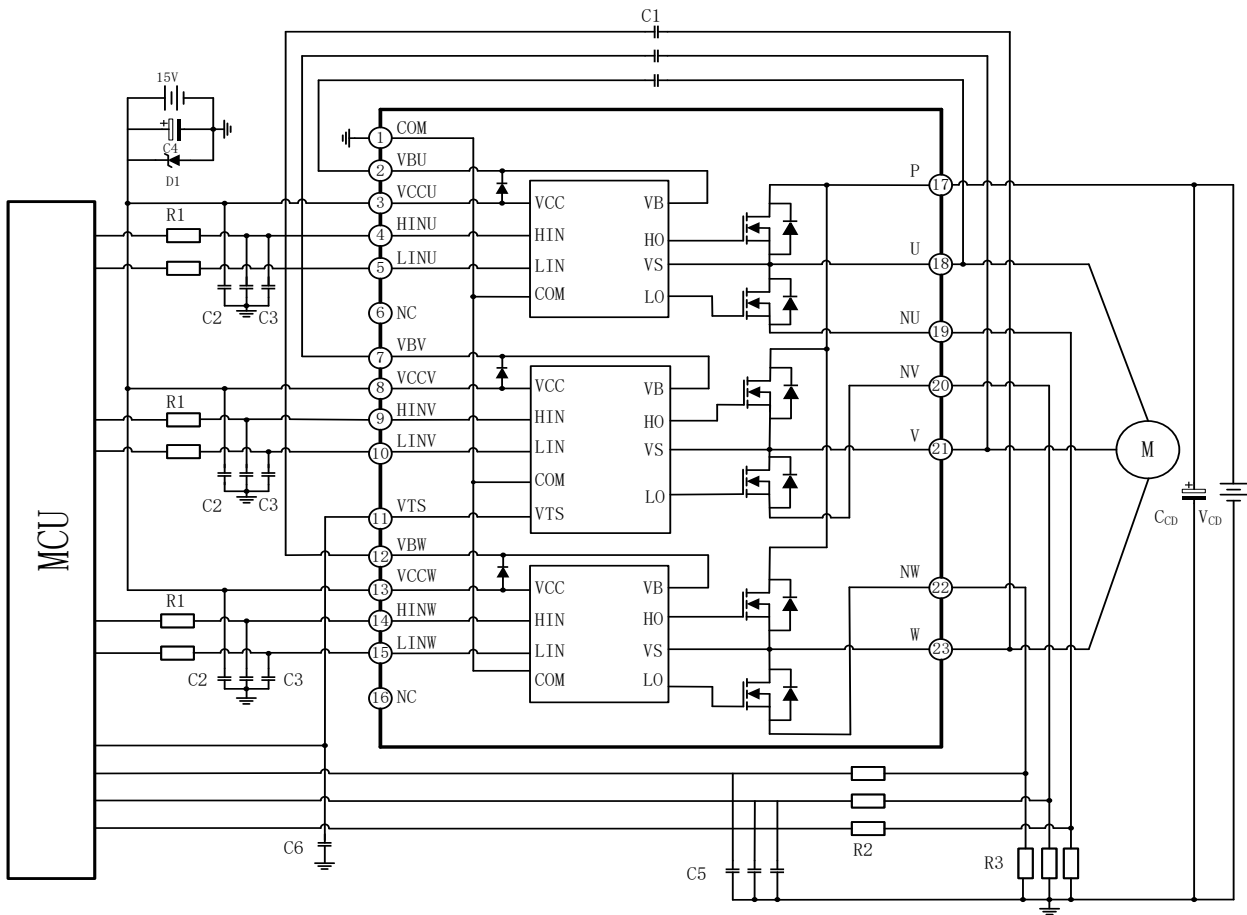 C1
15V
+
C4
D1
MCU
R1
C2
C3
R1
C2
C3
R1
C2
C3
C6
1 COM
2 VBU
3 VCCU
4 HINU
5 LINU
6 NC
7 VBV
8 VCCV
9 HINV
10 LINV
11 VTS
12 VBW
13 VCCW
14 HINW
15 LINW
16 NC
VCC VB
HIN HO
LIN VS
COM LO
VCC VB
HIN HO
LIN VS
COM LO
VTS
VCC VB
HIN HO
LIN VS
COM LO
P 17
U 18
NU 19
NV 20
V 21
NW 22
W 23
M
+
CCD VCD
C5
R2
R3